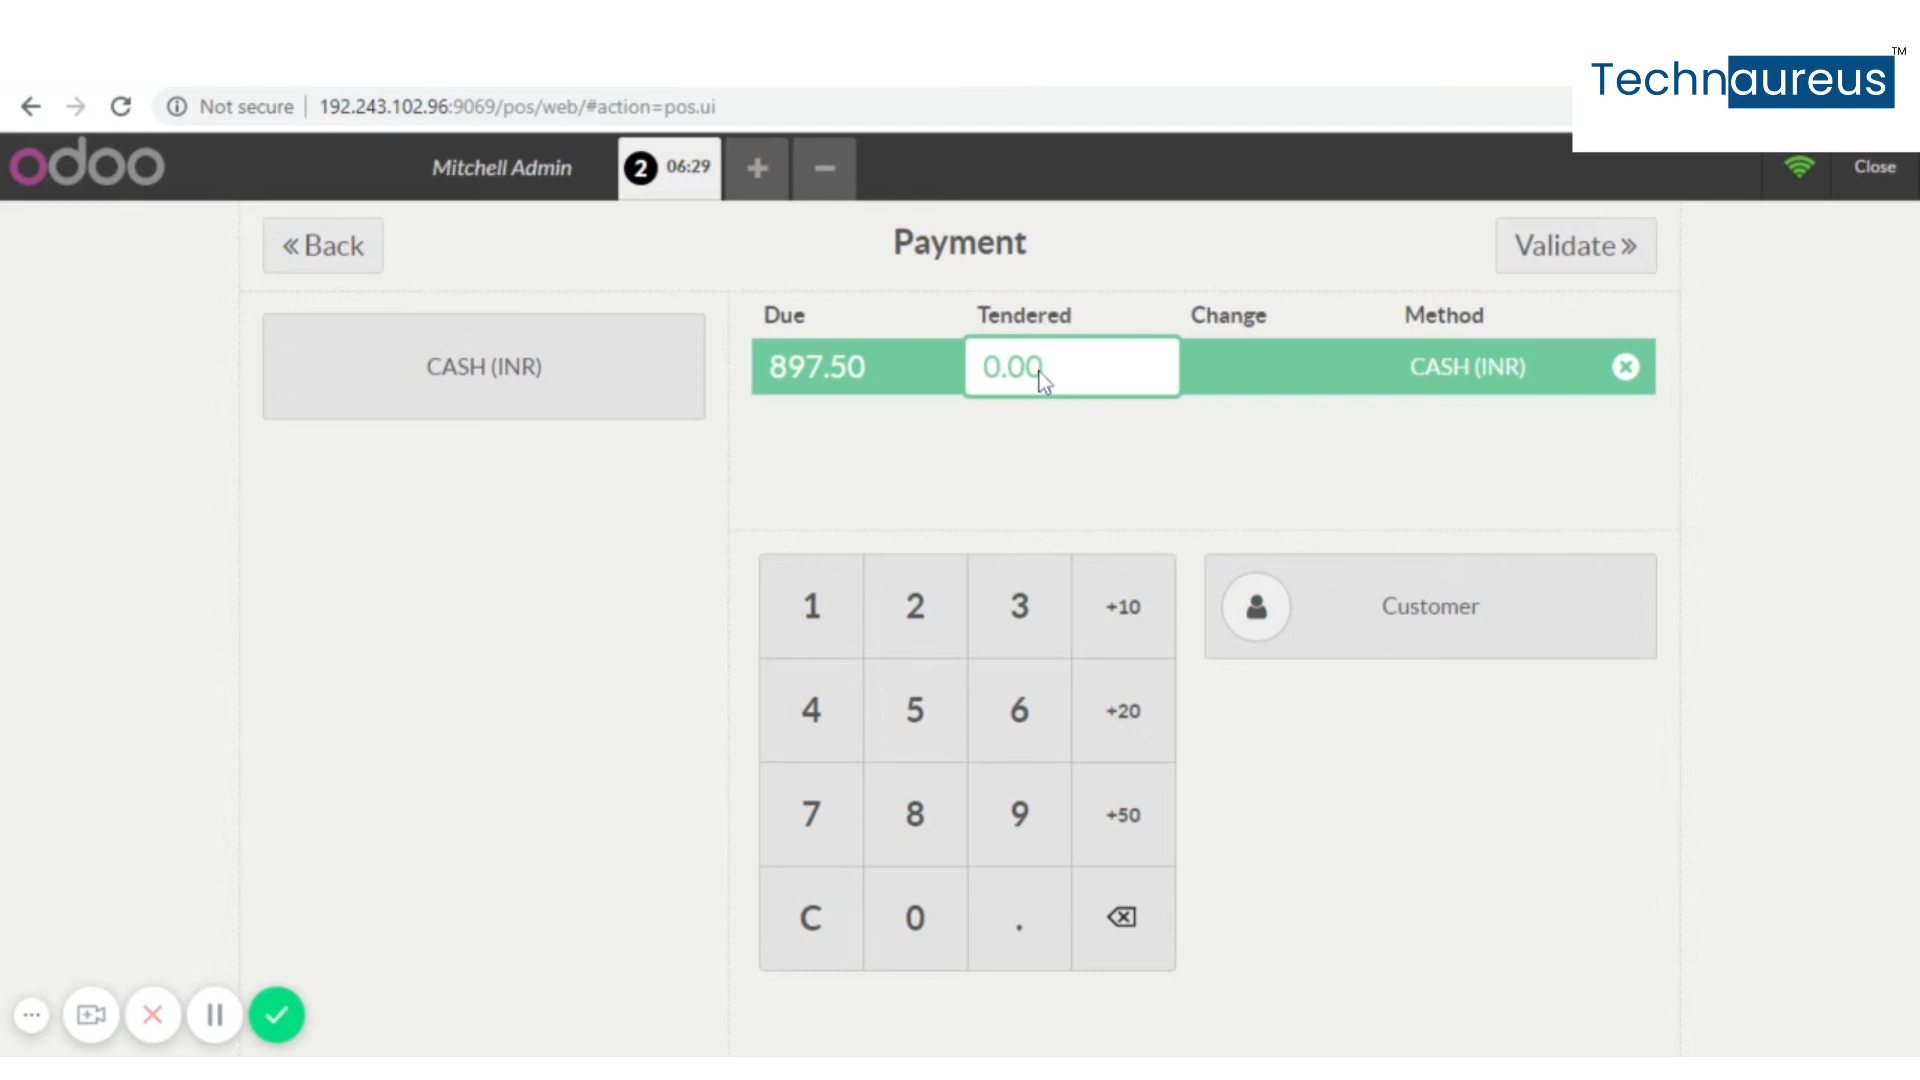 Technaureus™
Not secure | 192.243.102.96:9069/pos/web/#action=pos.ui
odoo Mitchell Admin 2 06:29 + − Close
«Back Payment Validate»
Due Tendered Change Method
CASH (INR) 897.50 0.00 CASH (INR)
1 2 3 +10 Customer
4 5 6 +20
7 8 9 +50
C 0 .